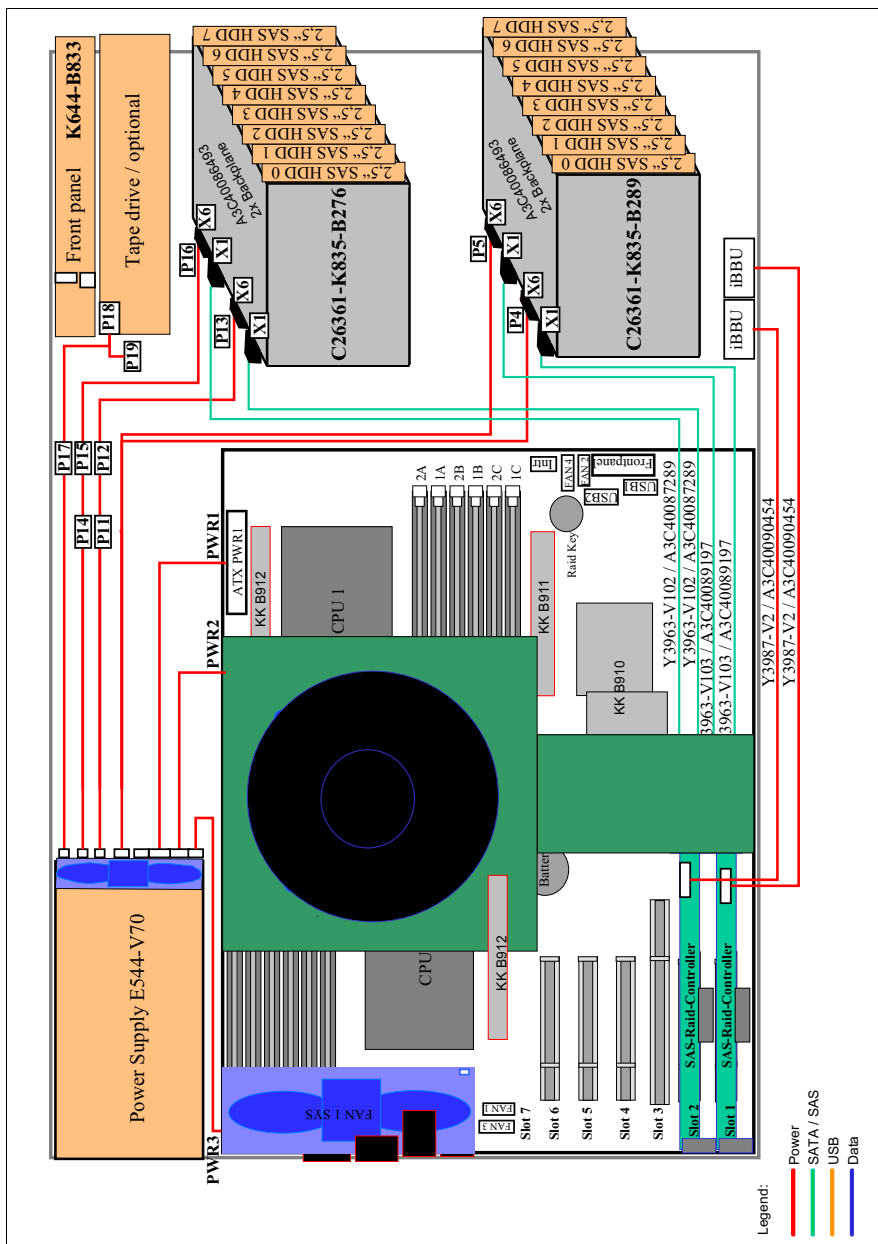 Front panel K644-B833
Tape drive / optional
P18
P19
2,5“ SAS HDD 7
2,5“ SAS HDD 6
2,5“ SAS HDD 5
2,5“ SAS HDD 4
2,5“ SAS HDD 3
2,5“ SAS HDD 2
2,5“ SAS HDD 1
2,5“ SAS HDD 0
2x Backplane
A3C40086493
X6
X1
X6
X1
P16
P13
C26361-K835-B276
2,5“ SAS HDD 7
2,5“ SAS HDD 6
2,5“ SAS HDD 5
2,5“ SAS HDD 4
2,5“ SAS HDD 3
2,5“ SAS HDD 2
2,5“ SAS HDD 1
2,5“ SAS HDD 0
2x Backplane
A3C40086493
X6
X1
X6
X1
P5
P4
C26361-K835-B289
iBBU
iBBU
P17
P15
P12
P14
P11
PWR1
PWR2
PWR3
ATX PWR1
KK B912
CPU 1
2A
1A
2B
1B
2C
1C
Intr
FAN 4
FAN 2
Frontpanel
USB2
USB1
Raid Key
KK B911
KK B910
Y3963-V102 / A3C40087289
Y3963-V102 / A3C40087289
3963-V103 / A3C40089197
3963-V103 / A3C40089197
Y3987-V2 / A3C40090454
Y3987-V2 / A3C40090454
Power Supply E544-V70
Batter
CPU
KK B912
FAN 1 SYS
FAN 1
FAN 3
Slot 7
Slot 6
Slot 5
Slot 4
Slot 3
Slot 2
Slot 1
SAS-Raid-Controller
SAS-Raid-Controller
Legend:
Power
SATA / SAS
USB
Data